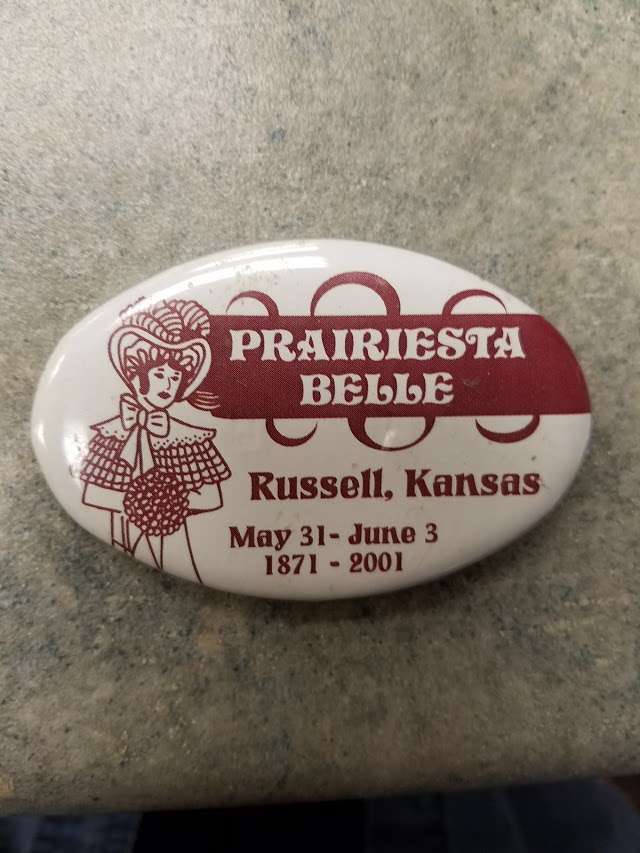 PRAIRIESTA
BELLE
Russell, Kansas
May 31- June 3
1871 - 2001